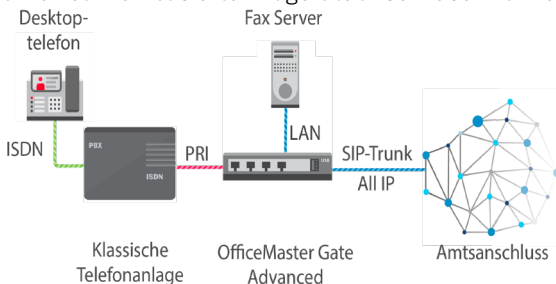 Desktop-
telefon
Fax Server
ISDN
PBX
ISDN
PRI
LAN
SIP-Trunk
All IP
Klassische
Telefonanlage
OfficeMaster Gate
Advanced
Amtsanschluss